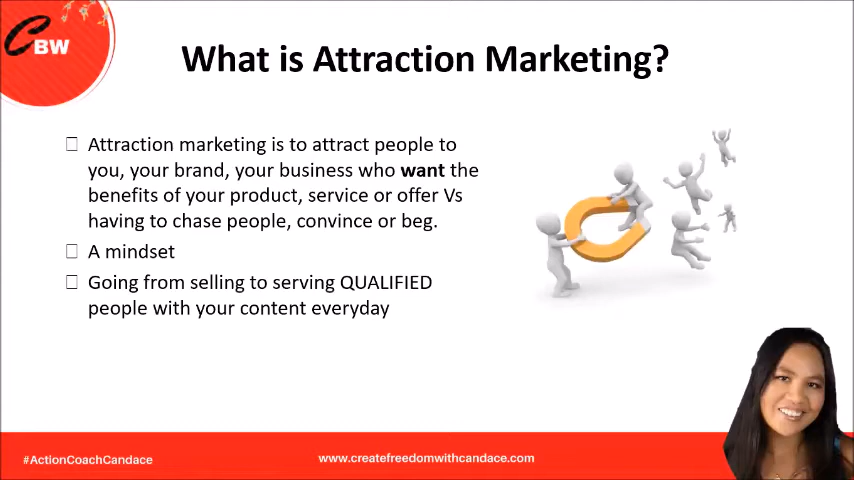 CBW
What is Attraction Marketing?
Attraction marketing is to attract people to
you, your brand, your business who want the
benefits of your product, service or offer Vs
having to chase people, convince or beg.
A mindset
Going from selling to serving QUALIFIED
people with your content everyday
#ActionCoachCandace
www.createfreedomwithcandace.com